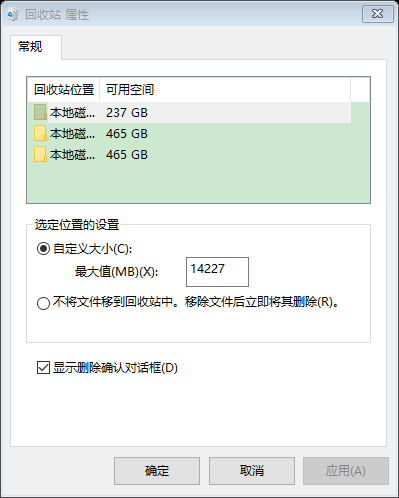 回收站 属性
常规
回收站位置 可用空间
本地磁... 237 GB
本地磁... 465 GB
本地磁... 465 GB
选定位置的设置
自定义大小(C):
最大值(MB)(X): 14227
不将文件移到回收站中。移除文件后立即将其删除(R)。
显示删除确认对话框(D)
确定 取消 应用(A)